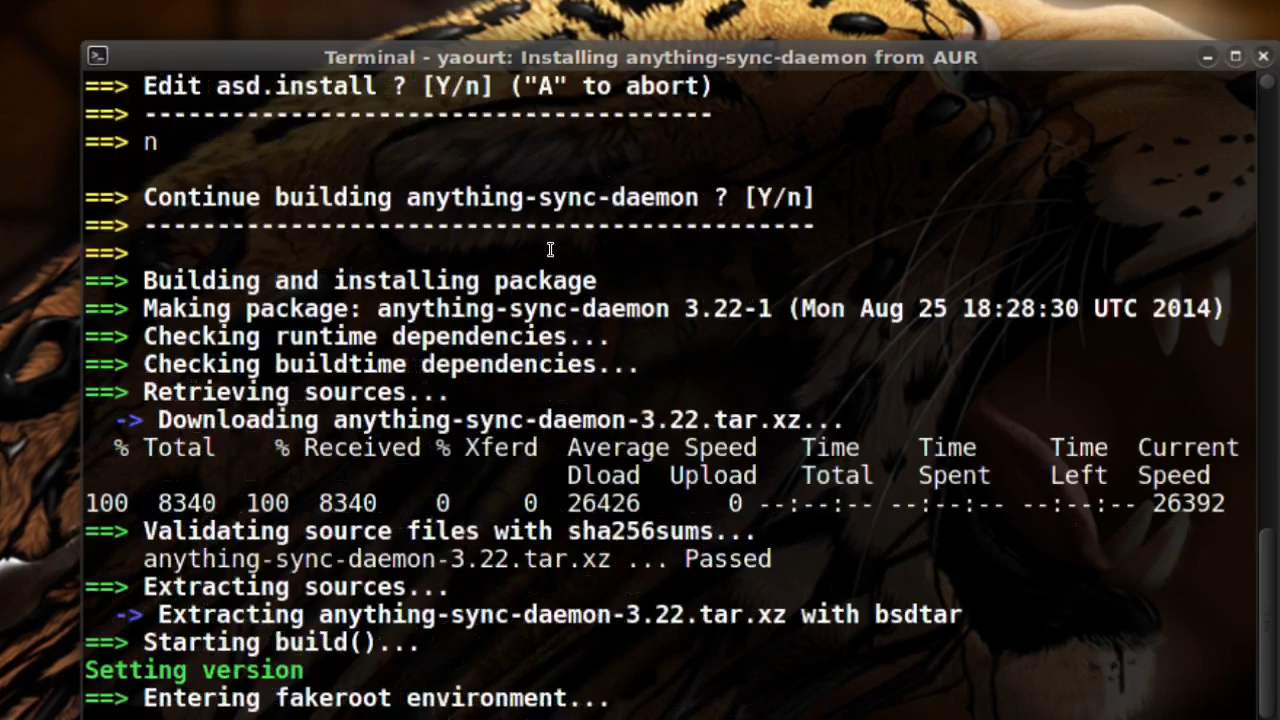 Terminal - yaourt: Installing anything-sync-daemon from AUR
==> Edit asd.install ? [Y/n] ("A" to abort)
==> ---------------------------------------
==> n
==> Continue building anything-sync-daemon ? [Y/n]
==> ----------------------------------------------
==>
==> Building and installing package
==> Making package: anything-sync-daemon 3.22-1 (Mon Aug 25 18:28:30 UTC 2014)
==> Checking runtime dependencies...
==> Checking buildtime dependencies...
==> Retrieving sources...
  -> Downloading anything-sync-daemon-3.22.tar.xz...
  % Total    % Received % Xferd  Average Speed   Time    Time     Time  Current
                                 Dload  Upload   Total   Spent    Left  Speed
100  8340  100  8340    0     0  26426      0 --:--:-- --:--:-- --:--:-- 26392
==> Validating source files with sha256sums...
    anything-sync-daemon-3.22.tar.xz ... Passed
==> Extracting sources...
  -> Extracting anything-sync-daemon-3.22.tar.xz with bsdtar
==> Starting build()...
Setting version
==> Entering fakeroot environment...